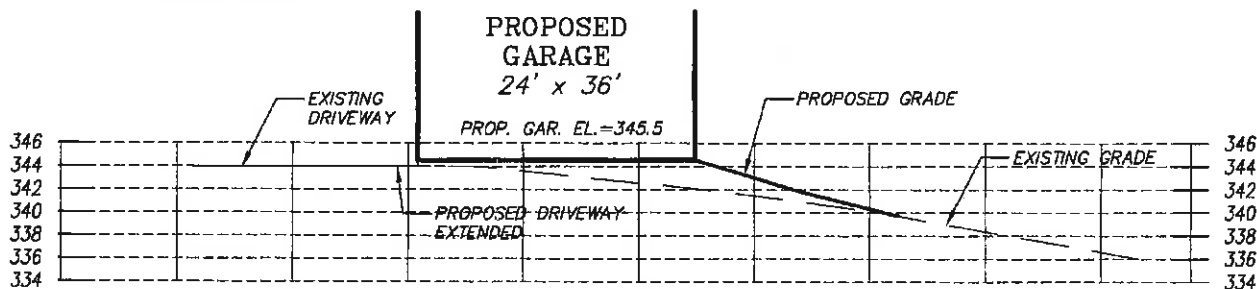 PROPOSED
GARAGE
24' x 36'
EXISTING
DRIVEWAY
PROPOSED GRADE
PROP. GAR. EL.=345.5
346
344
342
340
338
336
334
EXISTING GRADE
PROPOSED DRIVEWAY
EXTENDED
346
344
342
340
338
336
334